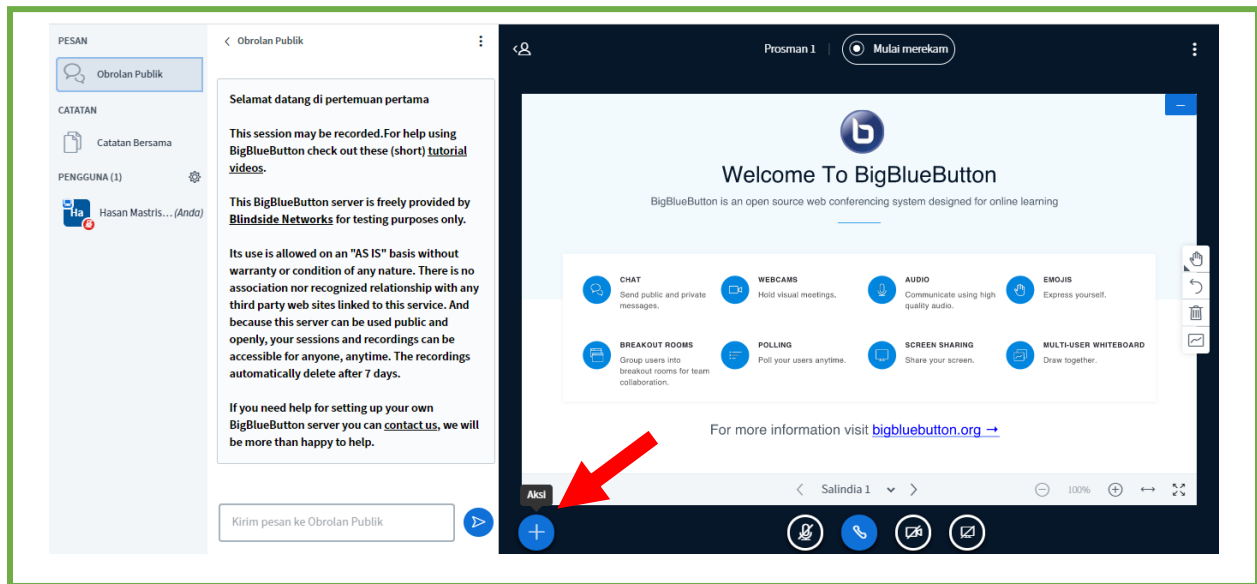 PESAN
Obrolan Publik
CATATAN
Catatan Bersama
PENGGUNA (1)
Ha
Hasan Mastris... (Anda)
Obrolan Publik
Selamat datang di pertemuan pertama
This session may be recorded.For help using
BigBlueButton check out these (short) tutorial
videos.
This BigBlueButton server is freely provided by
Blindside Networks for testing purposes only.
Its use is allowed on an "AS IS" basis without
warranty or condition of any nature. There is no
association nor recognized relationship with any
third party web sites linked to this service. And
because this server can be used public and
openly, your sessions and recordings can be
accessible for anyone, anytime. The recordings
automatically delete after 7 days.
If you need help for setting up your own
BigBlueButton server you can contact us, we will
be more than happy to help.
Kirim pesan ke Obrolan Publik
Prosman 1
Mulai merekam
b
Welcome To BigBlueButton
BigBlueButton is an open source web conferencing system designed for online learning
CHAT
Send public and private
messages.
WEBCAMS
Hold visual meetings.
AUDIO
Communicate using high
quality audio.
EMOJIS
Express yourself.
BREAKOUT ROOMS
Group users into
breakout rooms for team
collaboration.
POLLING
Poll your users anytime.
SCREEN SHARING
Share your screen.
MULTI-USER WHITEBOARD
Draw together.
For more information visit bigbluebutton.org →
Salindia 1
100%
Aksi